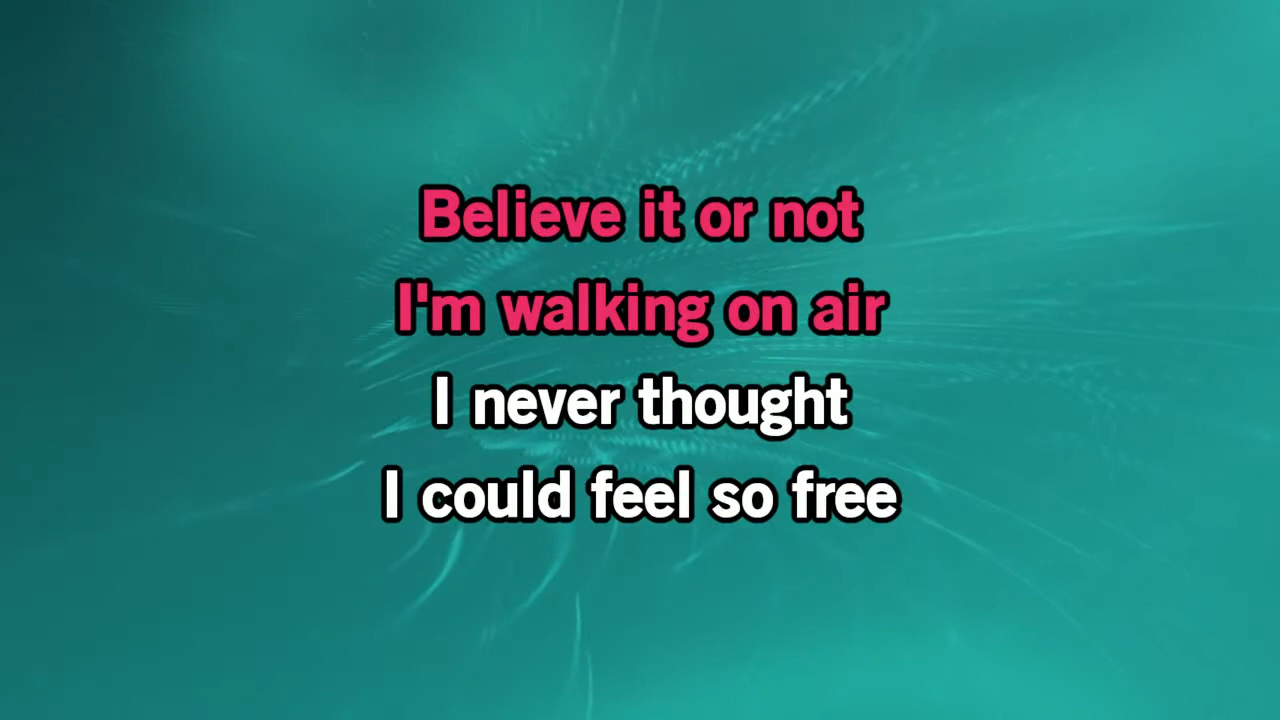 Believe it or not
I'm walking on air
I never thought
I could feel so free